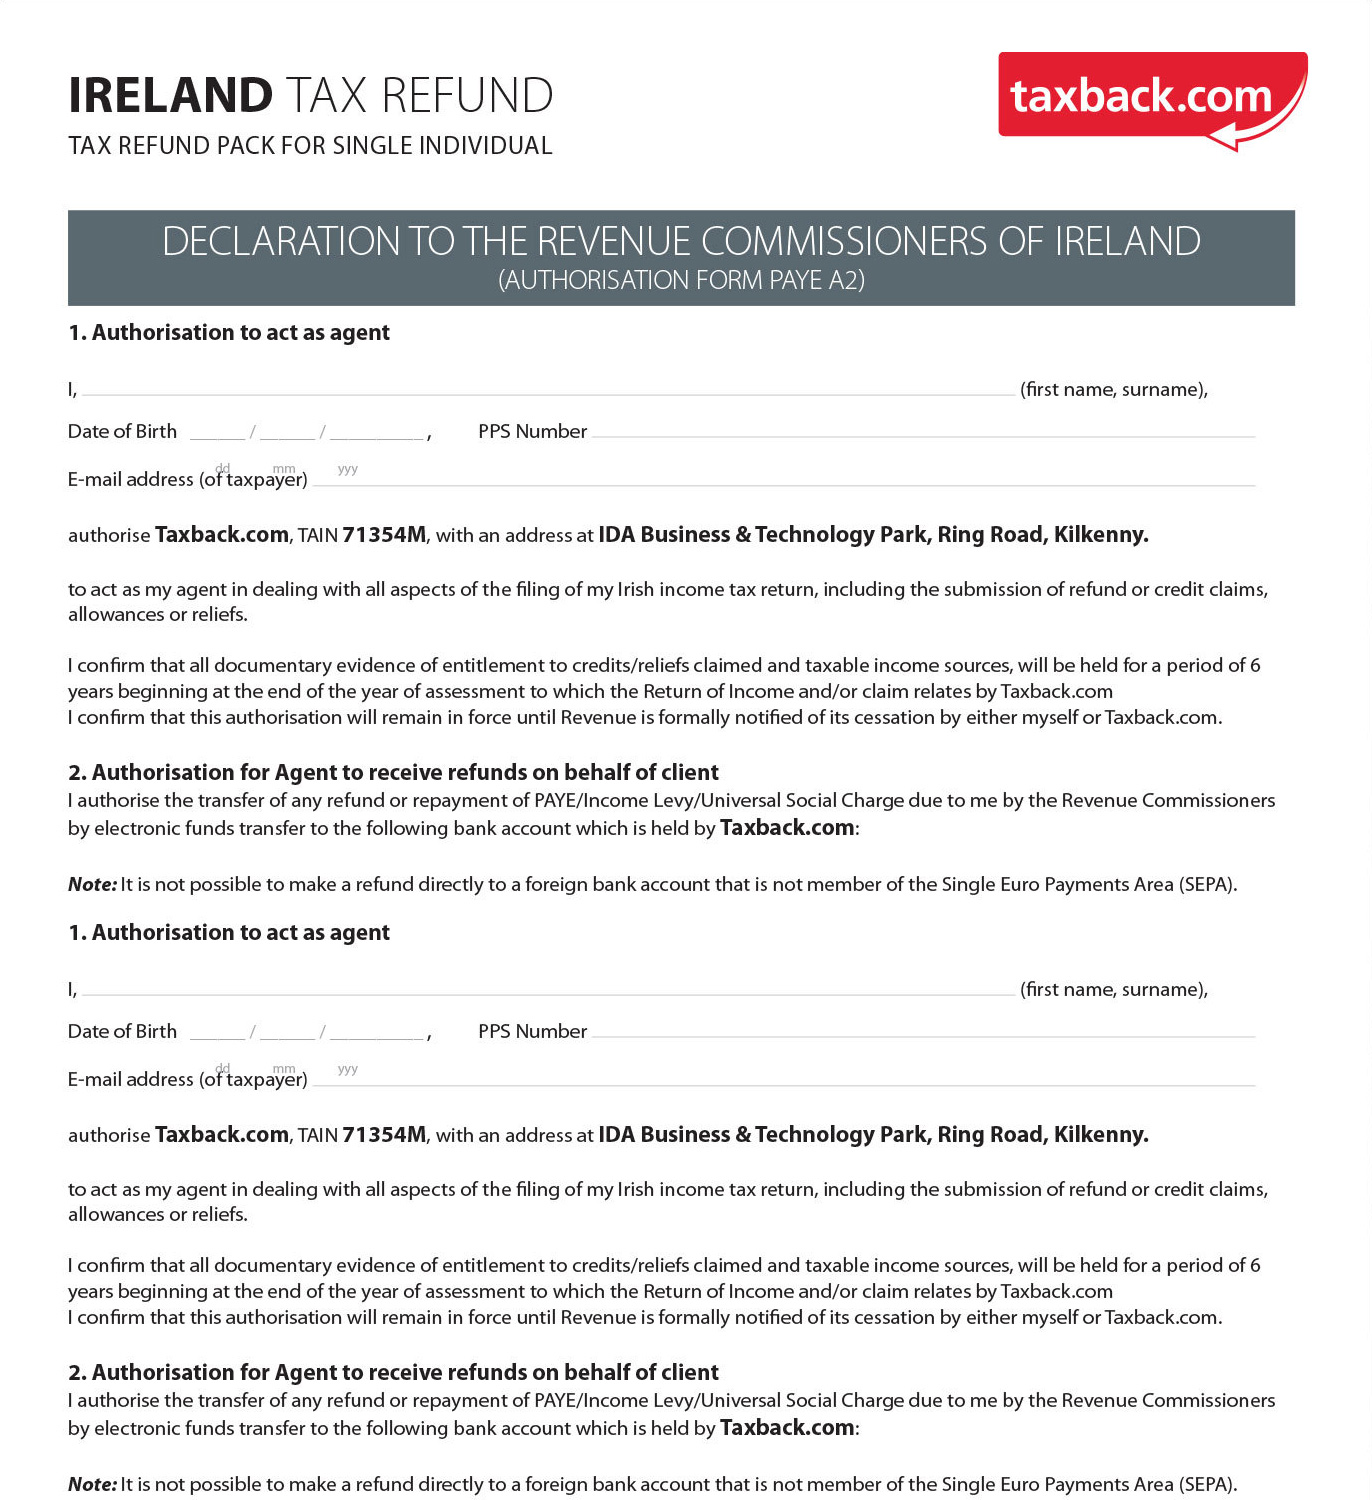 IRELAND TAX REFUND
TAX REFUND PACK FOR SINGLE INDIVIDUAL
taxback.com
DECLARATION TO THE REVENUE COMMISSIONERS OF IRELAND
(AUTHORISATION FORM PAYE A2)
1. Authorisation to act as agent
I, (first name, surname),
Date of Birth / / , PPS Number
dd mm yyy
E-mail address (of taxpayer)
authorise Taxback.com, TAIN 71354M, with an address at IDA Business & Technology Park, Ring Road, Kilkenny.
to act as my agent in dealing with all aspects of the filing of my Irish income tax return, including the submission of refund or credit claims,
allowances or reliefs.
I confirm that all documentary evidence of entitlement to credits/reliefs claimed and taxable income sources, will be held for a period of 6
years beginning at the end of the year of assessment to which the Return of Income and/or claim relates by Taxback.com
I confirm that this authorisation will remain in force until Revenue is formally notified of its cessation by either myself or Taxback.com.
2. Authorisation for Agent to receive refunds on behalf of client
I authorise the transfer of any refund or repayment of PAYE/Income Levy/Universal Social Charge due to me by the Revenue Commissioners
by electronic funds transfer to the following bank account which is held by Taxback.com:
Note: It is not possible to make a refund directly to a foreign bank account that is not member of the Single Euro Payments Area (SEPA).
1. Authorisation to act as agent
I, (first name, surname),
Date of Birth / / , PPS Number
dd mm yyy
E-mail address (of taxpayer)
authorise Taxback.com, TAIN 71354M, with an address at IDA Business & Technology Park, Ring Road, Kilkenny.
to act as my agent in dealing with all aspects of the filing of my Irish income tax return, including the submission of refund or credit claims,
allowances or reliefs.
I confirm that all documentary evidence of entitlement to credits/reliefs claimed and taxable income sources, will be held for a period of 6
years beginning at the end of the year of assessment to which the Return of Income and/or claim relates by Taxback.com
I confirm that this authorisation will remain in force until Revenue is formally notified of its cessation by either myself or Taxback.com.
2. Authorisation for Agent to receive refunds on behalf of client
I authorise the transfer of any refund or repayment of PAYE/Income Levy/Universal Social Charge due to me by the Revenue Commissioners
by electronic funds transfer to the following bank account which is held by Taxback.com:
Note: It is not possible to make a refund directly to a foreign bank account that is not member of the Single Euro Payments Area (SEPA).